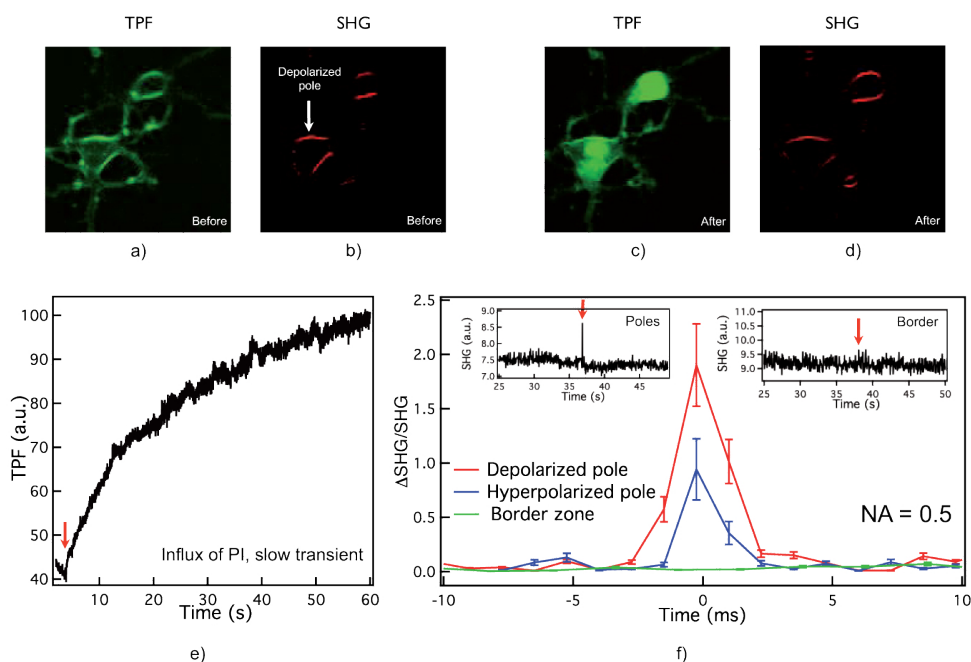 TPF
SHG
TPF
SHG
Depolarized
pole
Before
Before
After
After
a)
b)
c)
d)
100
90
80
70
60
50
40
TPF (a.u.)
Influx of PI, slow transient
10
20
30
40
50
60
Time (s)
e)
2.5
2.0
1.5
1.0
0.5
0.0
ΔSHG/SHG
9.0
8.5
8.0
7.5
7.0
SHG (a.u.)
Poles
25
30
35
40
45
Time (s)
11.0
10.5
10.0
9.5
9.0
SHG (a.u.)
Border
25
30
35
40
45
50
Time (s)
Depolarized pole
Hyperpolarized pole
Border zone
NA = 0.5
-10
-5
0
5
10
Time (ms)
f)